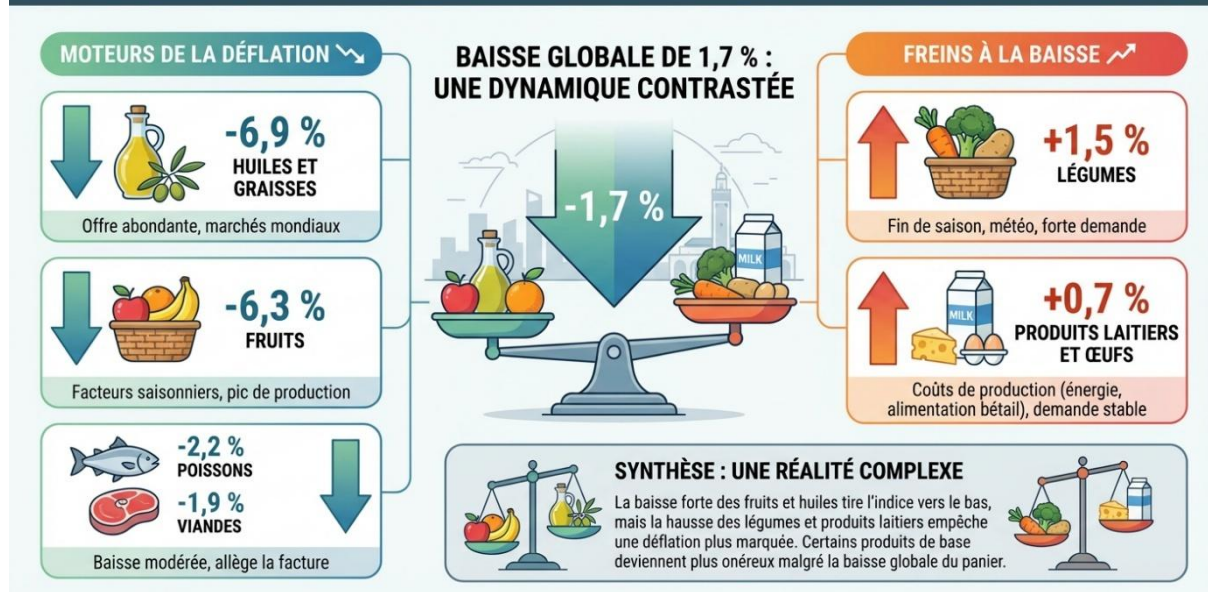 MOTEURS DE LA DÉFLATION
-6,9 %
HUILES ET
GRAISSES
Offre abondante, marchés mondiaux
-6,3 %
FRUITS
Facteurs saisonniers, pic de production
-2,2 %
POISSONS
-1,9 %
VIANDES
Baisse modérée, allège la facture
BAISSE GLOBALE DE 1,7 % :
UNE DYNAMIQUE CONTRASTÉE
-1,7 %
MILK
FREINS À LA BAISSE
+1,5 %
LÉGUMES
Fin de saison, météo, forte demande
MILK
+0,7 %
PRODUITS LAITIERS
ET ŒUFS
Coûts de production (énergie,
alimentation bétail), demande stable
SYNTHÈSE : UNE RÉALITÉ COMPLEXE
La baisse forte des fruits et huiles tire l'indice vers le bas,
mais la hausse des légumes et produits laitiers empêche
une déflation plus marquée. Certains produits de base
deviennent plus onéreux malgré la baisse globale du panier.